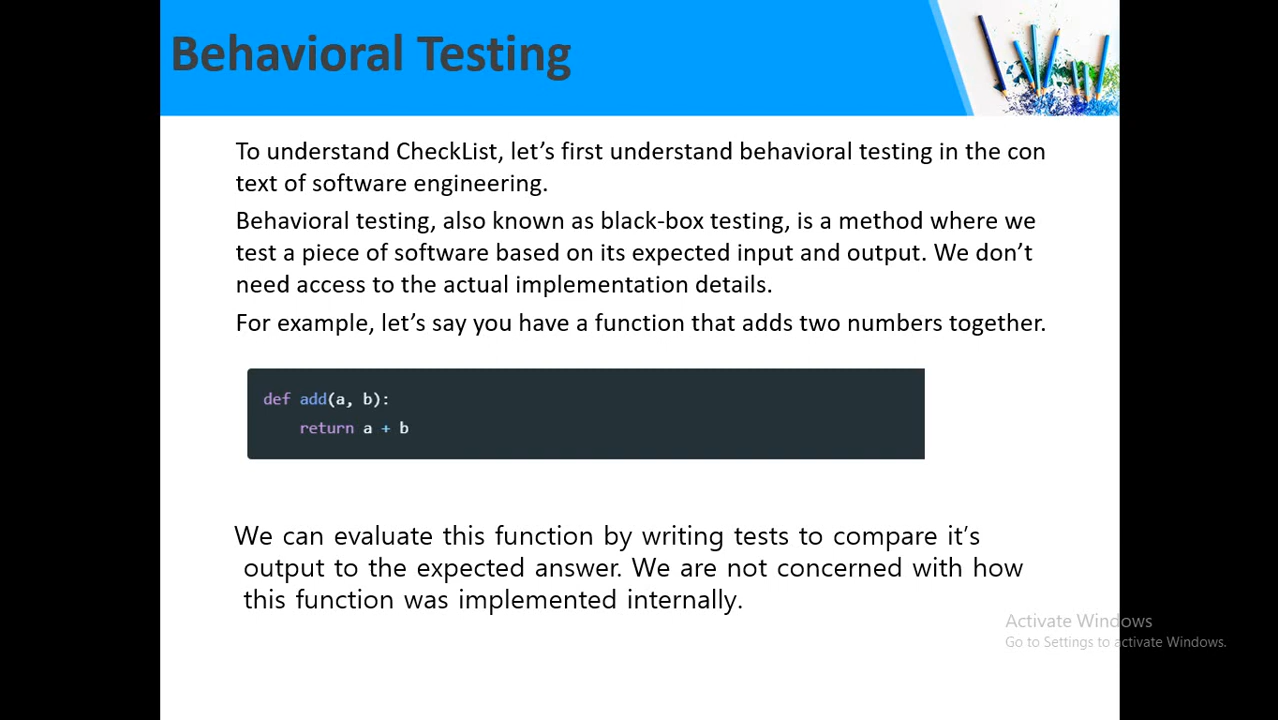 Behavioral Testing
To understand CheckList, let’s first understand behavioral testing in the con
text of software engineering.
Behavioral testing, also known as black-box testing, is a method where we
test a piece of software based on its expected input and output. We don’t
need access to the actual implementation details.
For example, let’s say you have a function that adds two numbers together.
def add(a, b):
    return a + b
We can evaluate this function by writing tests to compare it’s
output to the expected answer. We are not concerned with how
this function was implemented internally.
Activate Windows
Go to Settings to activate Windows.